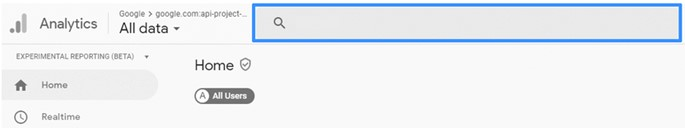 Analytics
Google > google.com:api-project-...
All data
EXPERIMENTAL REPORTING (BETA)
Home
Realtime
Home
A All Users